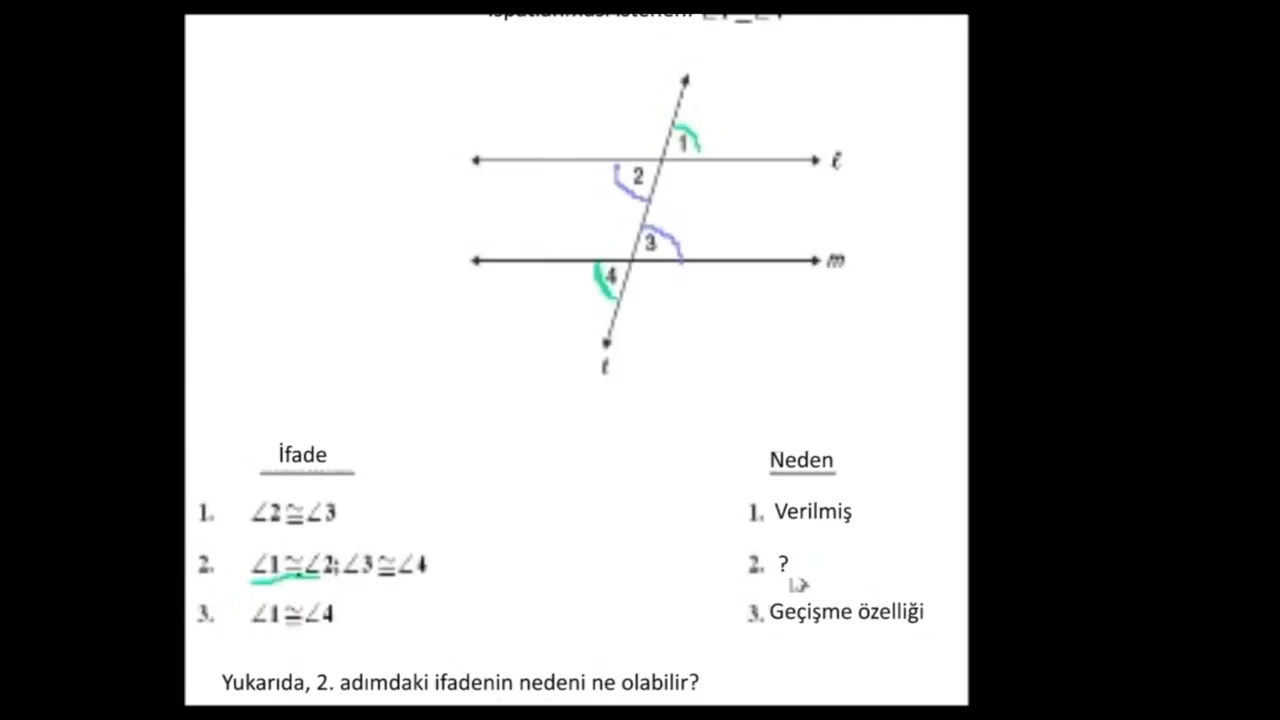 1
ℓ
2
3
m
4
t
İfade
Neden
1. ∠2≅∠3
1. Verilmiş
2. ∠1≅∠2; ∠3≅∠4
2. ?
3. ∠1≅∠4
3. Geçişme özelliği
Yukarıda, 2. adımdaki ifadenin nedeni ne olabilir?